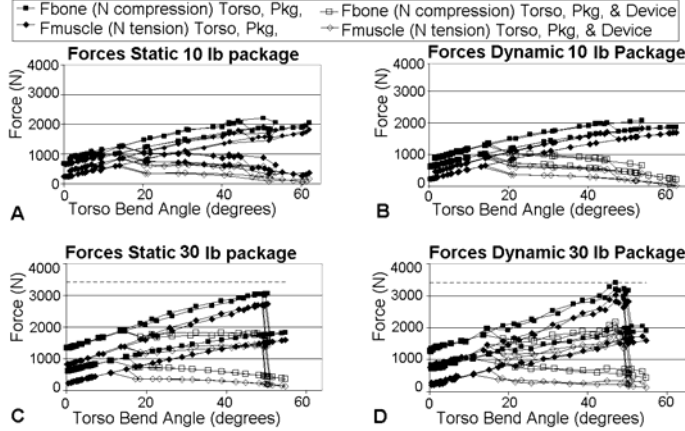 Fbone (N compression) Torso, Pkg, Fbone (N compression) Torso, Pkg, & Device
Fmuscle (N tension) Torso, Pkg, Fmuscle (N tension) Torso, Pkg, & Device
Forces Static 10 lb package
Force (N)
4000
3000
2000
1000
0
0 20 40 60
A Torso Bend Angle (degrees)
Forces Dynamic 10 lb Package
Force (N)
4000
3000
2000
1000
0
0 20 40 60
B Torso Bend Angle (degrees)
Forces Static 30 lb package
Force (N)
4000
3000
2000
1000
0
0 20 40 60
C Torso Bend Angle (degrees)
Forces Dynamic 30 lb Package
Force (N)
4000
3000
2000
1000
0
0 20 40 60
D Torso Bend Angle (degrees)